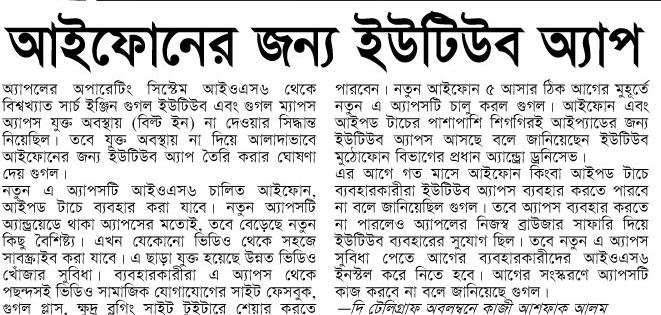 আইফোনের জন্য ইউটিউব অ্যাপ
অ্যাপলের অপারেটিং সিস্টেম আইওএস৬ থেকে
বিশ্বখ্যাত সার্চ ইঞ্জিন গুগল ইউটিউব এবং গুগল ম্যাপস
অ্যাপস যুক্ত অবস্থায় (বিল্ট ইন) না দেওয়ার সিদ্ধান্ত
নিয়েছিল। তবে যুক্ত অবস্থায় না দিয়ে আলাদাভাবে
আইফোনের জন্য ইউটিউব অ্যাপ তৈরি করার ঘোষণা
দেয় গুগল।
নতুন এ অ্যাপসটি আইওএস৬ চালিত আইফোন,
আইপড টাচে ব্যবহার করা যাবে। নতুন অ্যাপসটি
অ্যান্ড্রয়েডে থাকা অ্যাপসের মতোই, তবে বেড়েছে নতুন
কিছু বৈশিষ্ট্য। এখন যেকোনো ভিডিও থেকে সহজে
সাবস্ক্রাইব করা যাবে। এ ছাড়া যুক্ত হয়েছে উন্নত ভিডিও
খোঁজার সুবিধা। ব্যবহারকারীরা এ অ্যাপস থেকে
পছন্দসই ভিডিও সামাজিক যোগাযোগের সাইট ফেসবুক,
গুগল প্লাস, ক্ষুদ্র ব্লগিং সাইট টুইটারে শেয়ার করতে
পারবেন। নতুন আইফোন ৫ আসার ঠিক আগের মুহূর্তে
নতুন এ অ্যাপসটি চালু করল গুগল। আইফোন এবং
আইপড টাচের পাশাপাশি শিগগিরই আইপ্যাডের জন্য
ইউটিউব অ্যাপস আসছে বলে জানিয়েছেন ইউটিউব
মুঠোফোন বিভাগের প্রধান অ্যান্ড্রে ড্রনিসেভ।
এর আগে গত মাসে আইফোন কিংবা আইপড টাচে
ব্যবহারকারীরা ইউটিউব অ্যাপস ব্যবহার করতে পারবে
না বলে জানিয়েছিল গুগল। তবে অ্যাপস ব্যবহার করতে
না পারলেও অ্যাপলের নিজস্ব ব্রাউজার সাফারি দিয়ে
ইউটিউব ব্যবহারের সুযোগ ছিল। তবে নতুন এ অ্যাপস
সুবিধা পেতে আগের ব্যবহারকারীদের আইওএস৬
ইনস্টল করে নিতে হবে। আগের সংস্করণে অ্যাপসটি
কাজ করবে না বলে জানিয়েছে গুগল।
—দি টেলিগ্রাফ অবলম্বনে কাজী আশফাক আলম